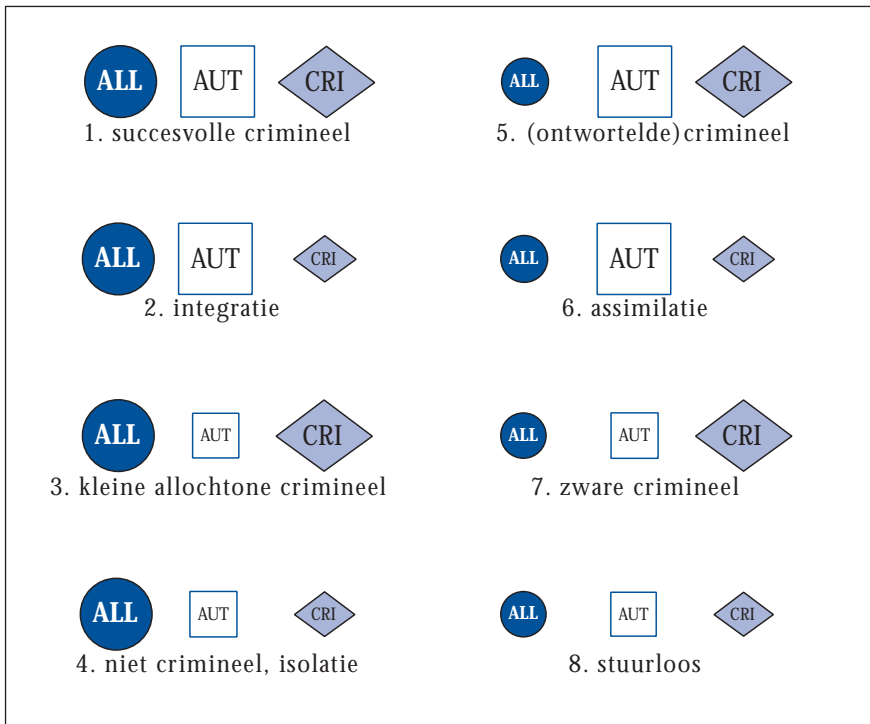 ALL AUT CRI
1. succesvolle crimineel
ALL AUT CRI
5. (ontwortelde)crimineel
ALL AUT CRI
2. integratie
ALL AUT CRI
6. assimilatie
ALL AUT CRI
3. kleine allochtone crimineel
ALL AUT CRI
7. zware crimineel
ALL AUT CRI
4. niet crimineel, isolatie
ALL AUT CRI
8. stuurloos